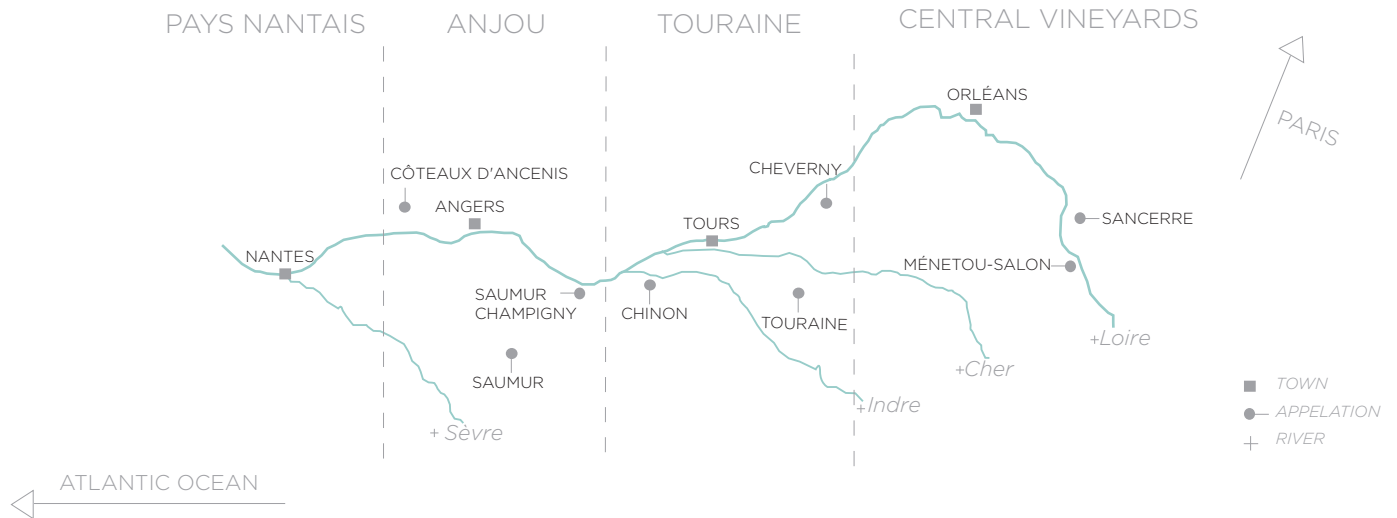 PAYS NANTAIS
ANJOU
TOURAINE
CENTRAL VINEYARDS
ORLÉANS
PARIS
CHEVERNY
CÔTEAUX D'ANCENIS
ANGERS
TOURS
SANCERRE
NANTES
MÉNETOU-SALON
SAUMUR
CHAMPIGNY
CHINON
TOURAINE
+Loire
+Cher
SAUMUR
+Indre
+ Sèvre
TOWN
APPELATION
RIVER
ATLANTIC OCEAN